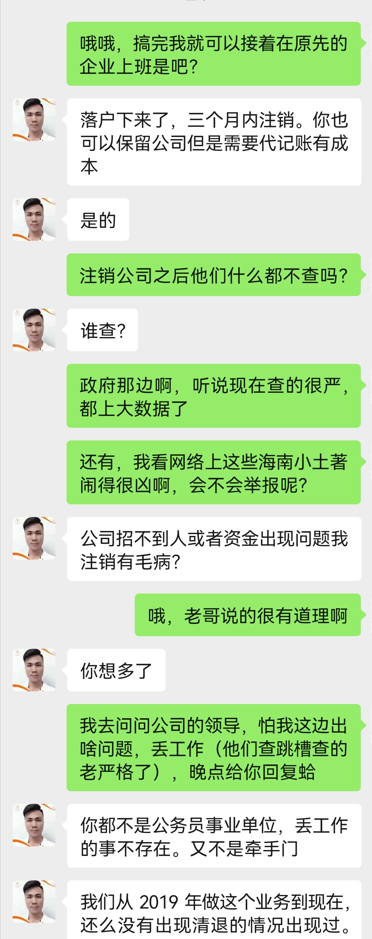 哦哦，搞完我就可以接着在原先的
企业上班是吧？
落户下来了，三个月内注销。你也
可以保留公司但是需要代记账有成
本
是的
注销公司之后他们什么都不查吗？
谁查？
政府那边啊，听说现在查的很严，
都上大数据了
还有，我看网络上这些海南小土著
闹得很凶啊，会不会举报呢？
公司招不到人或者资金出现问题我
注销有毛病？
哦，老哥说的很有道理啊
你想多了
我去问问公司的领导，怕我这边出
啥问题，丢工作（他们查跳槽查的
老严格了），晚点给你回复蛤
你都不是公务员事业单位，丢工作
的事不存在。又不是牵手门
我们从 2019 年做这个业务到现在，
还么没有出现清退的情况出现过。